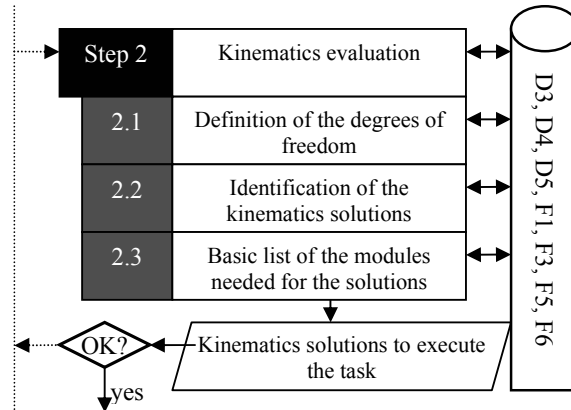 Step 2
Kinematics evaluation
2.1
Definition of the degrees of
freedom
2.2
Identification of the
kinematics solutions
2.3
Basic list of the modules
needed for the solutions
D3, D4, D5, F1, F3, F5, F6
OK?
Kinematics solutions to execute
the task
yes